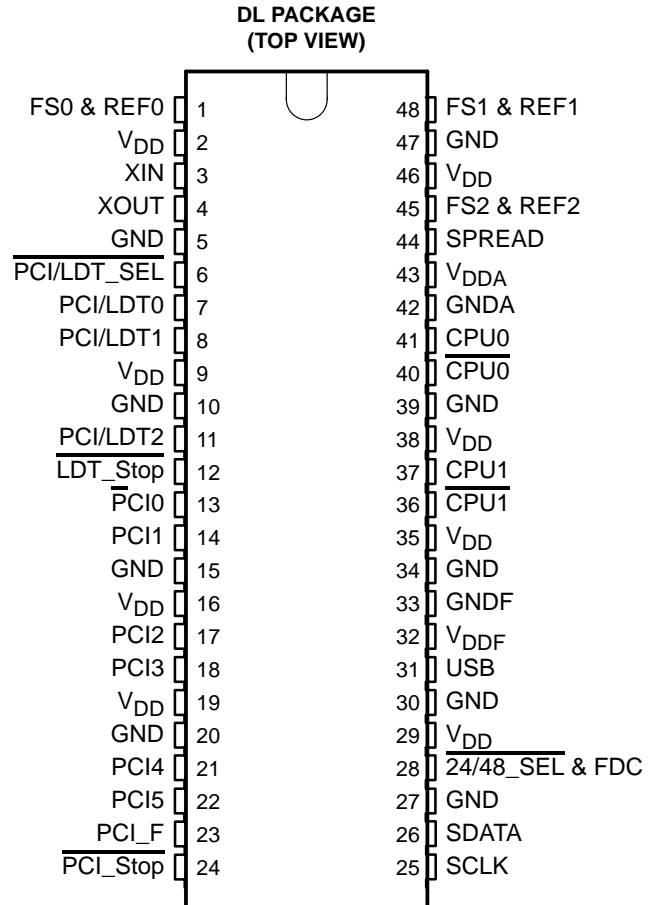 DL PACKAGE
(TOP VIEW)
FS0 & REF0 1 48 FS1 & REF1
VDD 2 47 GND
XIN 3 46 VDD
XOUT 4 45 FS2 & REF2
GND 5 44 SPREAD
PCI/LDT_SEL 6 43 VDDA
PCI/LDT0 7 42 GNDA
PCI/LDT1 8 41 CPU0
VDD 9 40 CPU0
GND 10 39 GND
PCI/LDT2 11 38 VDD
LDT_Stop 12 37 CPU1
PCI0 13 36 CPU1
PCI1 14 35 VDD
GND 15 34 GND
VDD 16 33 GNDF
PCI2 17 32 VDDF
PCI3 18 31 USB
VDD 19 30 GND
GND 20 29 VDD
PCI4 21 28 24/48_SEL & FDC
PCI5 22 27 GND
PCI_F 23 26 SDATA
PCI_Stop 24 25 SCLK